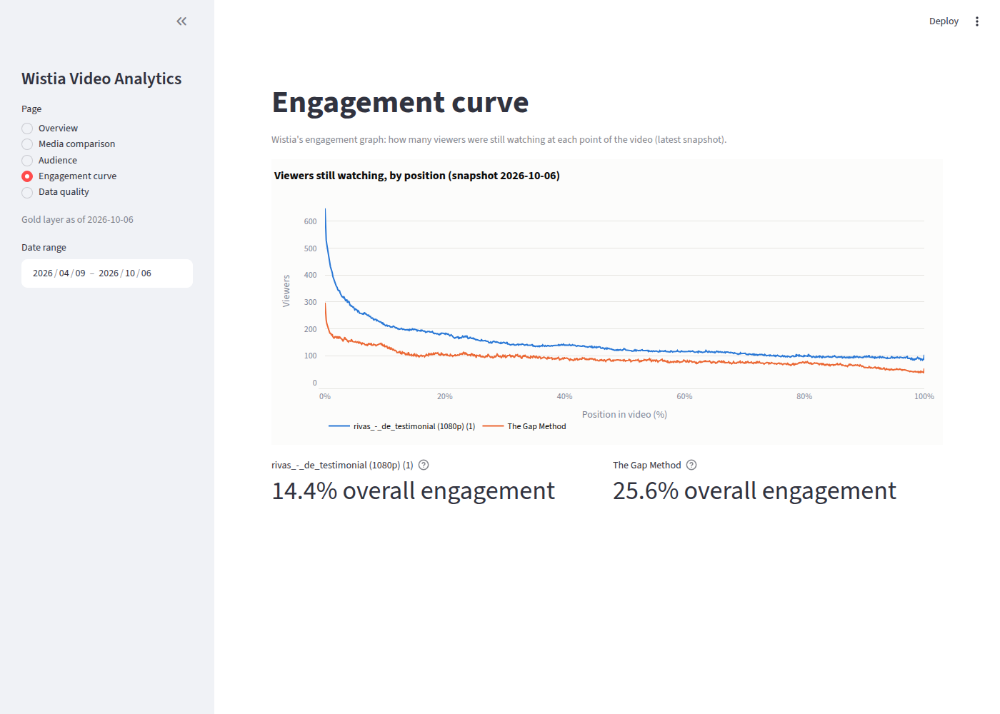 Deploy
Wistia Video Analytics
Page
Overview
Media comparison
Audience
Engagement curve
Data quality
Gold layer as of 2026-10-06
Date range
2026/04/09 – 2026/10/06
Engagement curve
Wistia's engagement graph: how many viewers were still watching at each point of the video (latest snapshot).
Viewers still watching, by position (snapshot 2026-10-06)
Viewers
600
500
400
300
200
100
0
0% 20% 40% 60% 80% 100%
Position in video (%)
rivas_-_de_testimonial (1080p) (1) The Gap Method
rivas_-_de_testimonial (1080p) (1)
14.4% overall engagement
The Gap Method
25.6% overall engagement